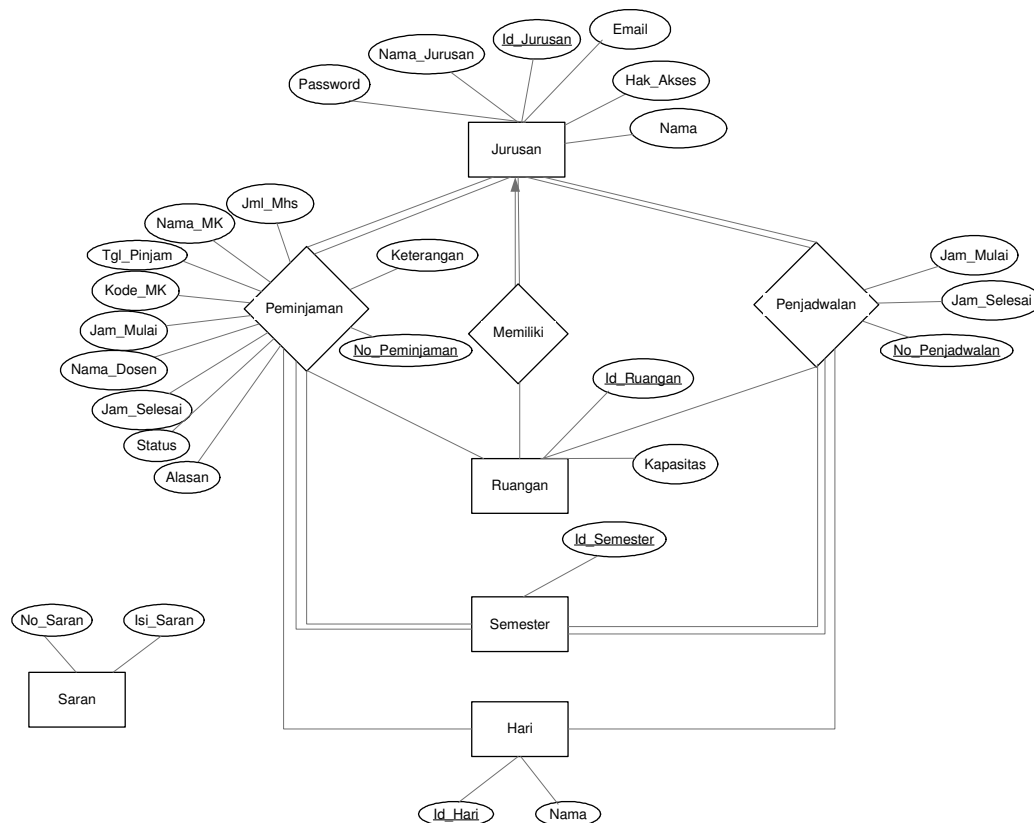 Email
Id_Jurusan
Nama_Jurusan
Password
Hak_Akses
Nama
Jurusan
Jml_Mhs
Nama_MK
Tgl_Pinjam
Keterangan
Kode_MK
Peminjaman
Jam_Mulai
Nama_Dosen
No_Peminjaman
Jam_Selesai
Status
Alasan
Memiliki
Jam_Mulai
Penjadwalan
Jam_Selesai
No_Penjadwalan
Id_Ruangan
Kapasitas
Ruangan
Id_Semester
Semester
No_Saran
Isi_Saran
Saran
Hari
Id_Hari
Nama